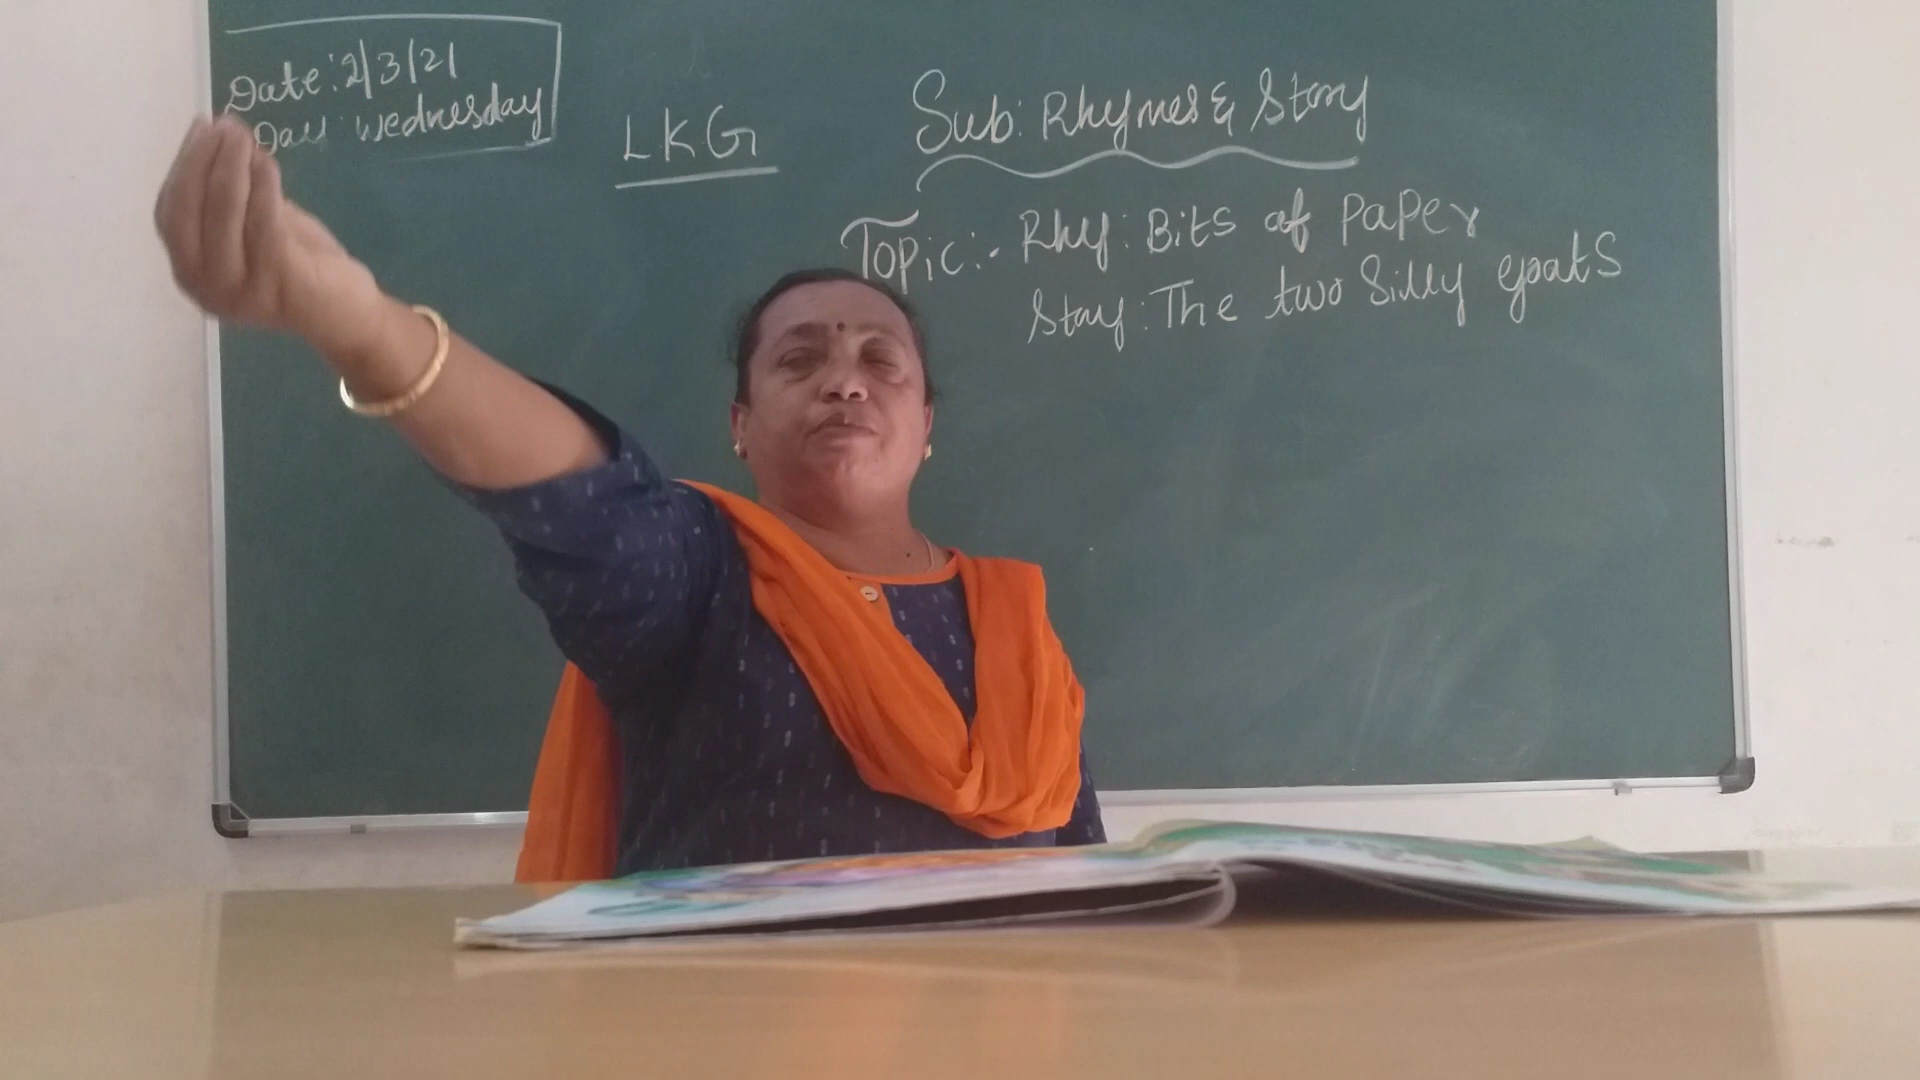 Date: 2/3/21
Day: Wednesday
LKG
Sub: Rhymes & Story
Topic:- Rhy: Bits of paper
Story: The two Silly goats